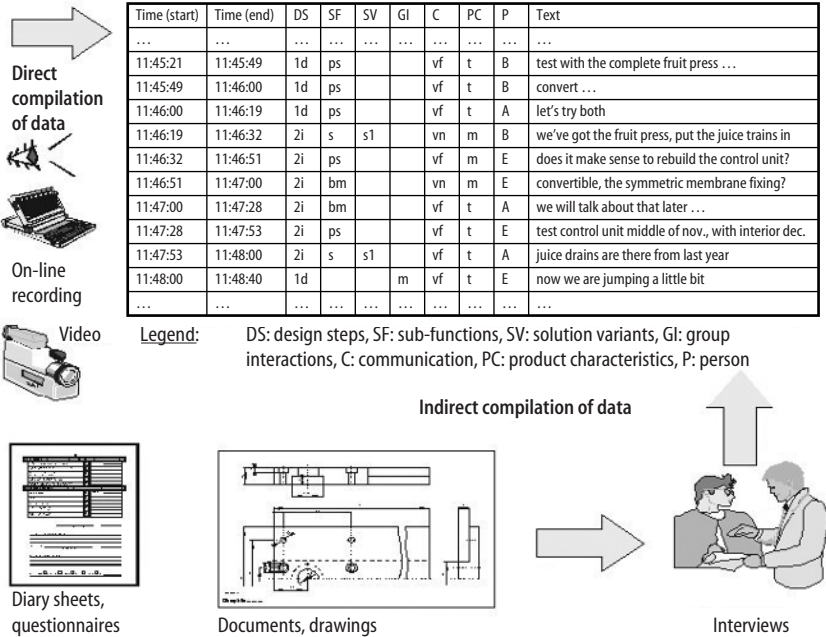 Time (start) Time (end) DS SF SV GI C PC P Text
… … … … … … … … … …
11:45:21 11:45:49 1d ps vf t B test with the complete fruit press …
11:45:49 11:46:00 1d ps vf t B convert …
11:46:00 11:46:19 1d ps vf t A let's try both
11:46:19 11:46:32 2i s s1 vn m B we've got the fruit press, put the juice trains in
11:46:32 11:46:51 2i ps vf m E does it make sense to rebuild the control unit?
11:46:51 11:47:00 2i bm vn m E convertible, the symmetric membrane fixing?
11:47:00 11:47:28 2i bm vf t A we will talk about that later …
11:47:28 11:47:53 2i ps vf t E test control unit middle of nov., with interior dec.
11:47:53 11:48:00 2i s s1 vf t A juice drains are there from last year
11:48:00 11:48:40 1d m vf t E now we are jumping a little bit
… … … … … … … … … …
Direct
compilation
of data
On-line
recording
Video
Legend: DS: design steps, SF: sub-functions, SV: solution variants, GI: group
interactions, C: communication, PC: product characteristics, P: person
Indirect compilation of data
Diary sheets,
questionnaires
Documents, drawings
Interviews